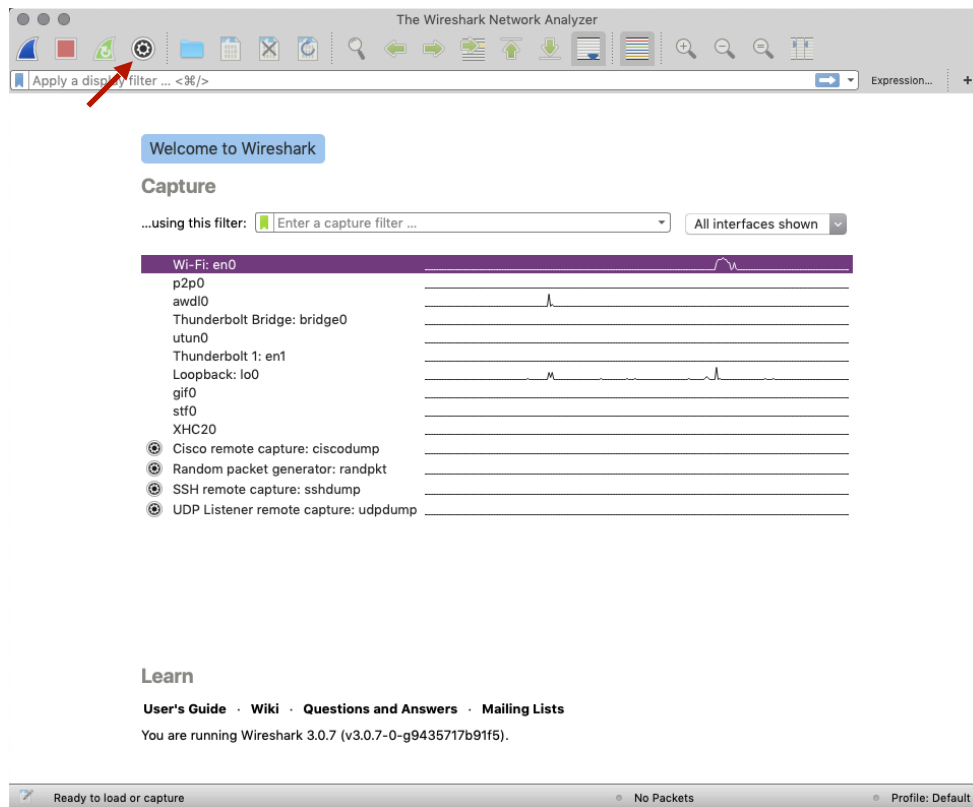 The Wireshark Network Analyzer
Apply a display filter ... <⌘/>
Expression...
+
Welcome to Wireshark
Capture
...using this filter: Enter a capture filter ...
All interfaces shown
Wi-Fi: en0
p2p0
awdl0
Thunderbolt Bridge: bridge0
utun0
Thunderbolt 1: en1
Loopback: lo0
gif0
stf0
XHC20
Cisco remote capture: ciscodump
Random packet generator: randpkt
SSH remote capture: sshdump
UDP Listener remote capture: udpdump
Learn
User's Guide · Wiki · Questions and Answers · Mailing Lists
You are running Wireshark 3.0.7 (v3.0.7-0-g9435717b91f5).
Ready to load or capture
No Packets
Profile: Default